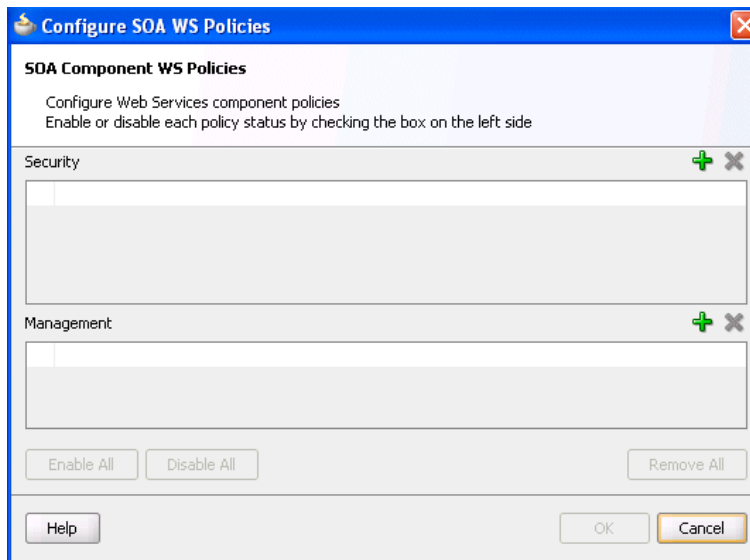 Configure SOA WS Policies
SOA Component WS Policies
Configure Web Services component policies
Enable or disable each policy status by checking the box on the left side
Security
Management
Enable All
Disable All
Remove All
Help
OK
Cancel